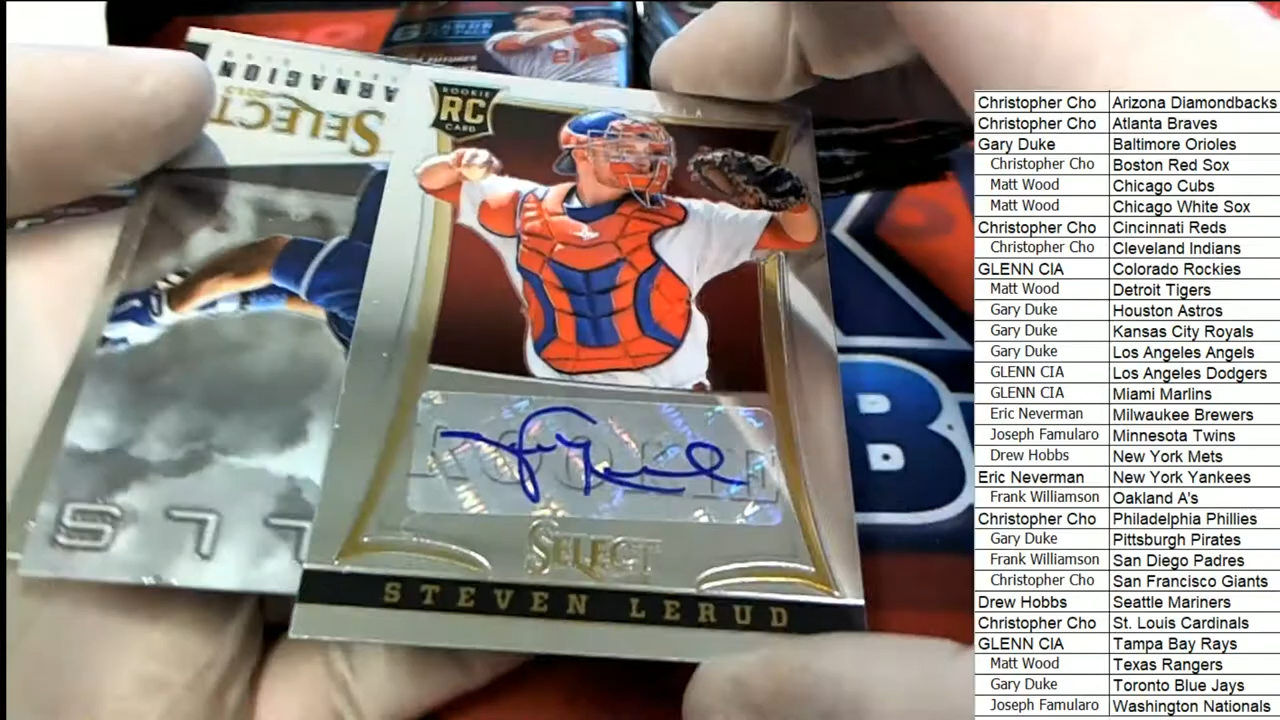 ARNAGION
SELECT
ROOKIE
RC
CARD
ROOKIE
SELECT
STEVEN LERUD
B
Christopher Cho Arizona Diamondbacks
Christopher Cho Atlanta Braves
Gary Duke Baltimore Orioles
Christopher Cho Boston Red Sox
Matt Wood Chicago Cubs
Matt Wood Chicago White Sox
Christopher Cho Cincinnati Reds
Christopher Cho Cleveland Indians
GLENN CIA Colorado Rockies
Matt Wood Detroit Tigers
Gary Duke Houston Astros
Gary Duke Kansas City Royals
Gary Duke Los Angeles Angels
GLENN CIA Los Angeles Dodgers
GLENN CIA Miami Marlins
Eric Neverman Milwaukee Brewers
Joseph Famularo Minnesota Twins
Drew Hobbs New York Mets
Eric Neverman New York Yankees
Frank Williamson Oakland A's
Christopher Cho Philadelphia Phillies
Gary Duke Pittsburgh Pirates
Frank Williamson San Diego Padres
Christopher Cho San Francisco Giants
Drew Hobbs Seattle Mariners
Christopher Cho St. Louis Cardinals
GLENN CIA Tampa Bay Rays
Matt Wood Texas Rangers
Gary Duke Toronto Blue Jays
Joseph Famularo Washington Nationals